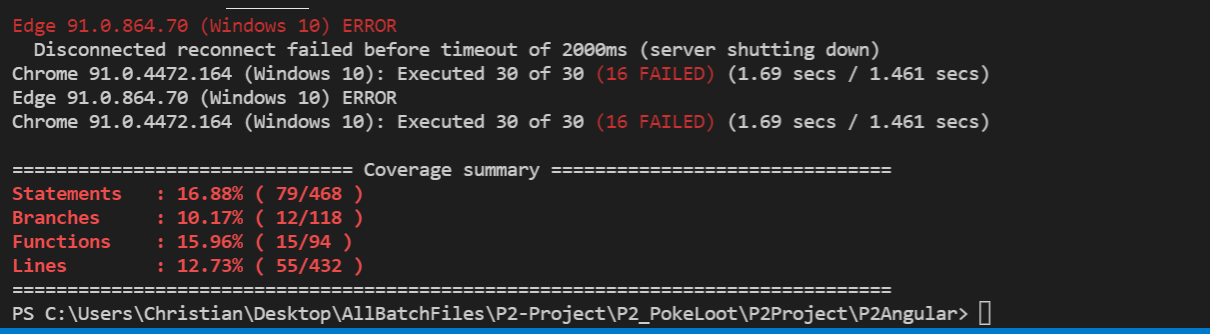 Edge 91.0.864.70 (Windows 10) ERROR
  Disconnected reconnect failed before timeout of 2000ms (server shutting down)
Chrome 91.0.4472.164 (Windows 10): Executed 30 of 30 (16 FAILED) (1.69 secs / 1.461 secs)
Edge 91.0.864.70 (Windows 10) ERROR
Chrome 91.0.4472.164 (Windows 10): Executed 30 of 30 (16 FAILED) (1.69 secs / 1.461 secs)
=============================== Coverage summary ===============================
Statements   : 16.88% ( 79/468 )
Branches     : 10.17% ( 12/118 )
Functions    : 15.96% ( 15/94 )
Lines        : 12.73% ( 55/432 )
================================================================================
PS C:\Users\Christian\Desktop\AllBatchFiles\P2-Project\P2_PokeLoot\P2Project\P2Angular>